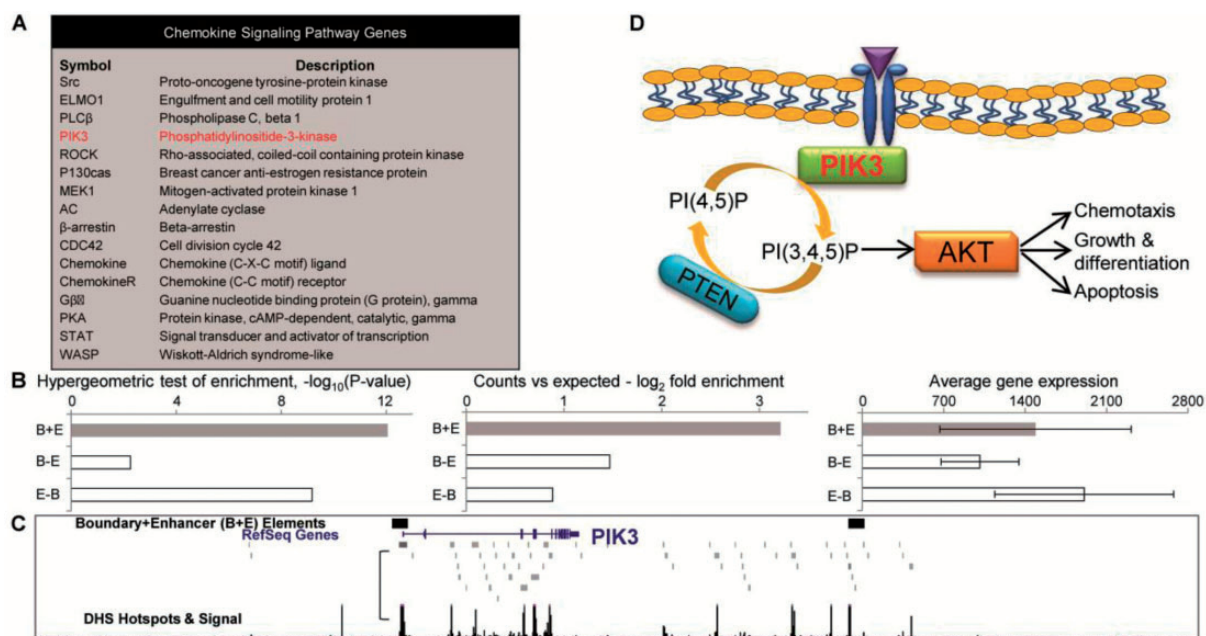 A
Chemokine Signaling Pathway Genes
Symbol Description
Src Proto-oncogene tyrosine-protein kinase
ELMO1 Engulfment and cell motility protein 1
PLCβ Phospholipase C, beta 1
PIK3 Phosphatidylinositide-3-kinase
ROCK Rho-associated, coiled-coil containing protein kinase
P130cas Breast cancer anti-estrogen resistance protein
MEK1 Mitogen-activated protein kinase 1
AC Adenylate cyclase
β-arrestin Beta-arrestin
CDC42 Cell division cycle 42
Chemokine Chemokine (C-X-C motif) ligand
ChemokineR Chemokine (C-C motif) receptor
Gβ Guanine nucleotide binding protein (G protein), gamma
PKA Protein kinase, cAMP-dependent, catalytic, gamma
STAT Signal transducer and activator of transcription
WASP Wiskott-Aldrich syndrome-like
D
PIK3
PI(4,5)P
PI(3,4,5)P
PTEN
AKT
Chemotaxis
Growth &
differentiation
Apoptosis
B
Hypergeometric test of enrichment, -log10(P-value)
0 4 8 12
B+E
B-E
E-B
Counts vs expected - log2 fold enrichment
0 1 2 3
B+E
B-E
E-B
Average gene expression
0 700 1400 2100 2800
B+E
B-E
E-B
C
Boundary+Enhancer (B+E) Elements
RefSeq Genes PIK3
DHS Hotspots & Signal